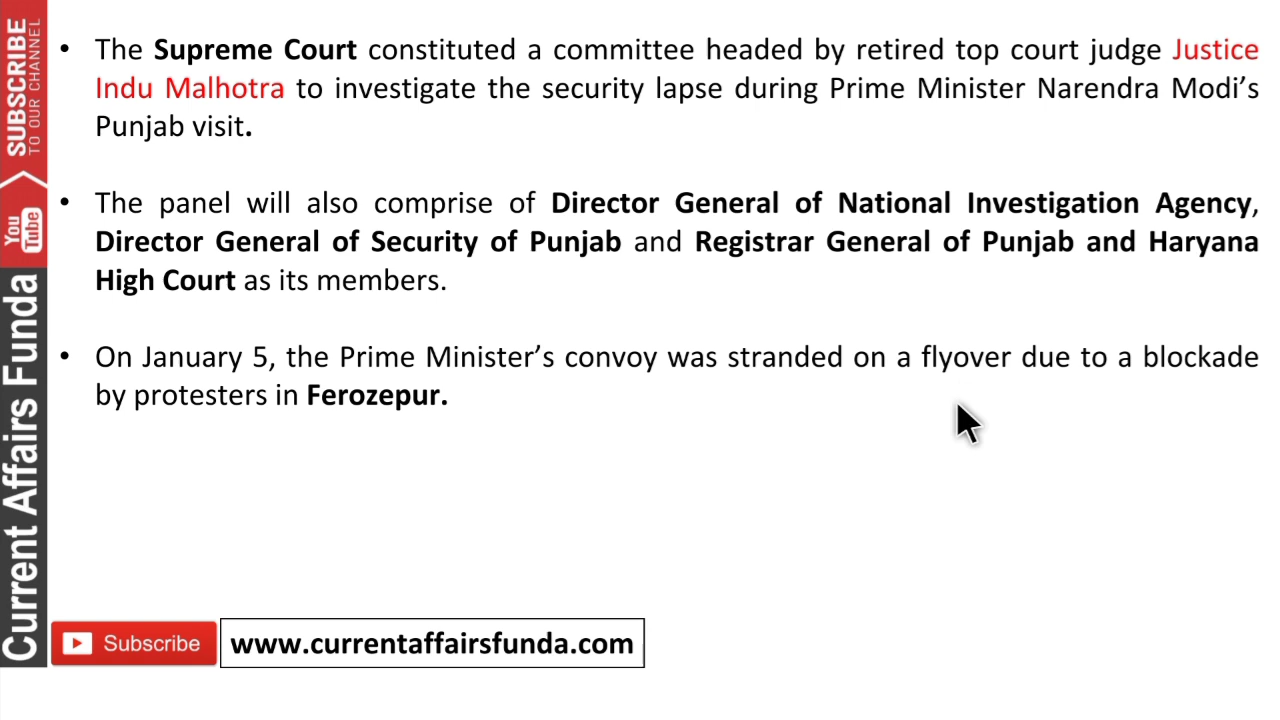 • The Supreme Court constituted a committee headed by retired top court judge Justice
Indu Malhotra to investigate the security lapse during Prime Minister Narendra Modi’s
Punjab visit.
• The panel will also comprise of Director General of National Investigation Agency,
Director General of Security of Punjab and Registrar General of Punjab and Haryana
High Court as its members.
• On January 5, the Prime Minister’s convoy was stranded on a flyover due to a blockade
by protesters in Ferozepur.
SUBSCRIBE
TO OUR CHANNEL
You
Tube
Current Affairs Funda
Subscribe
www.currentaffairsfunda.com